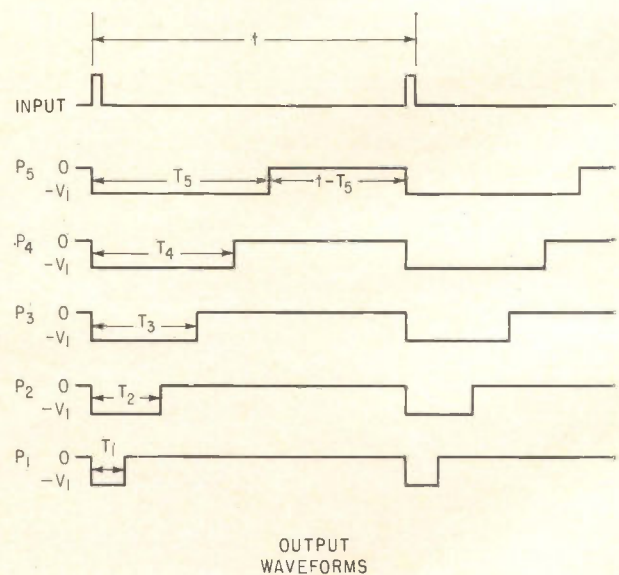 t
INPUT
P5 0
-V1
T5
t-T5
P4 0
-V1
T4
P3 0
-V1
T3
P2 0
-V1
T2
P1 0
-V1
T1
OUTPUT
WAVEFORMS